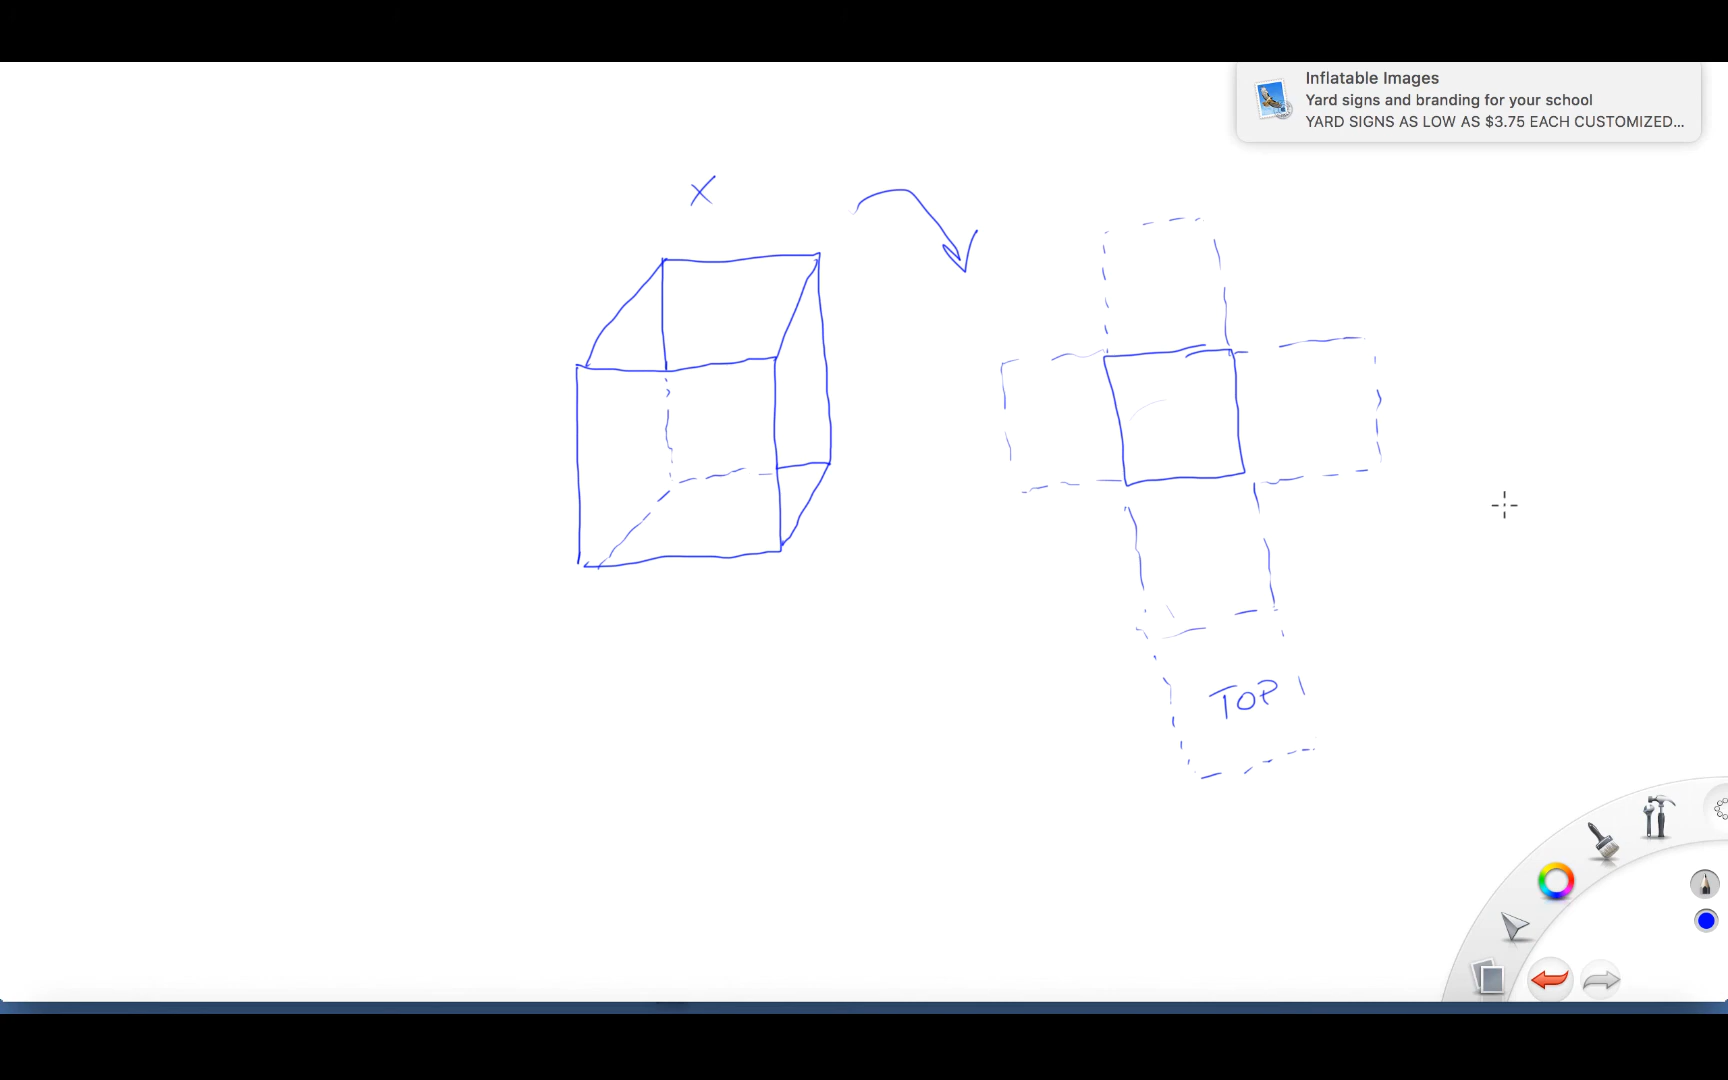 Inflatable Images
Yard signs and branding for your school
YARD SIGNS AS LOW AS $3.75 EACH CUSTOMIZED...
X
TOP